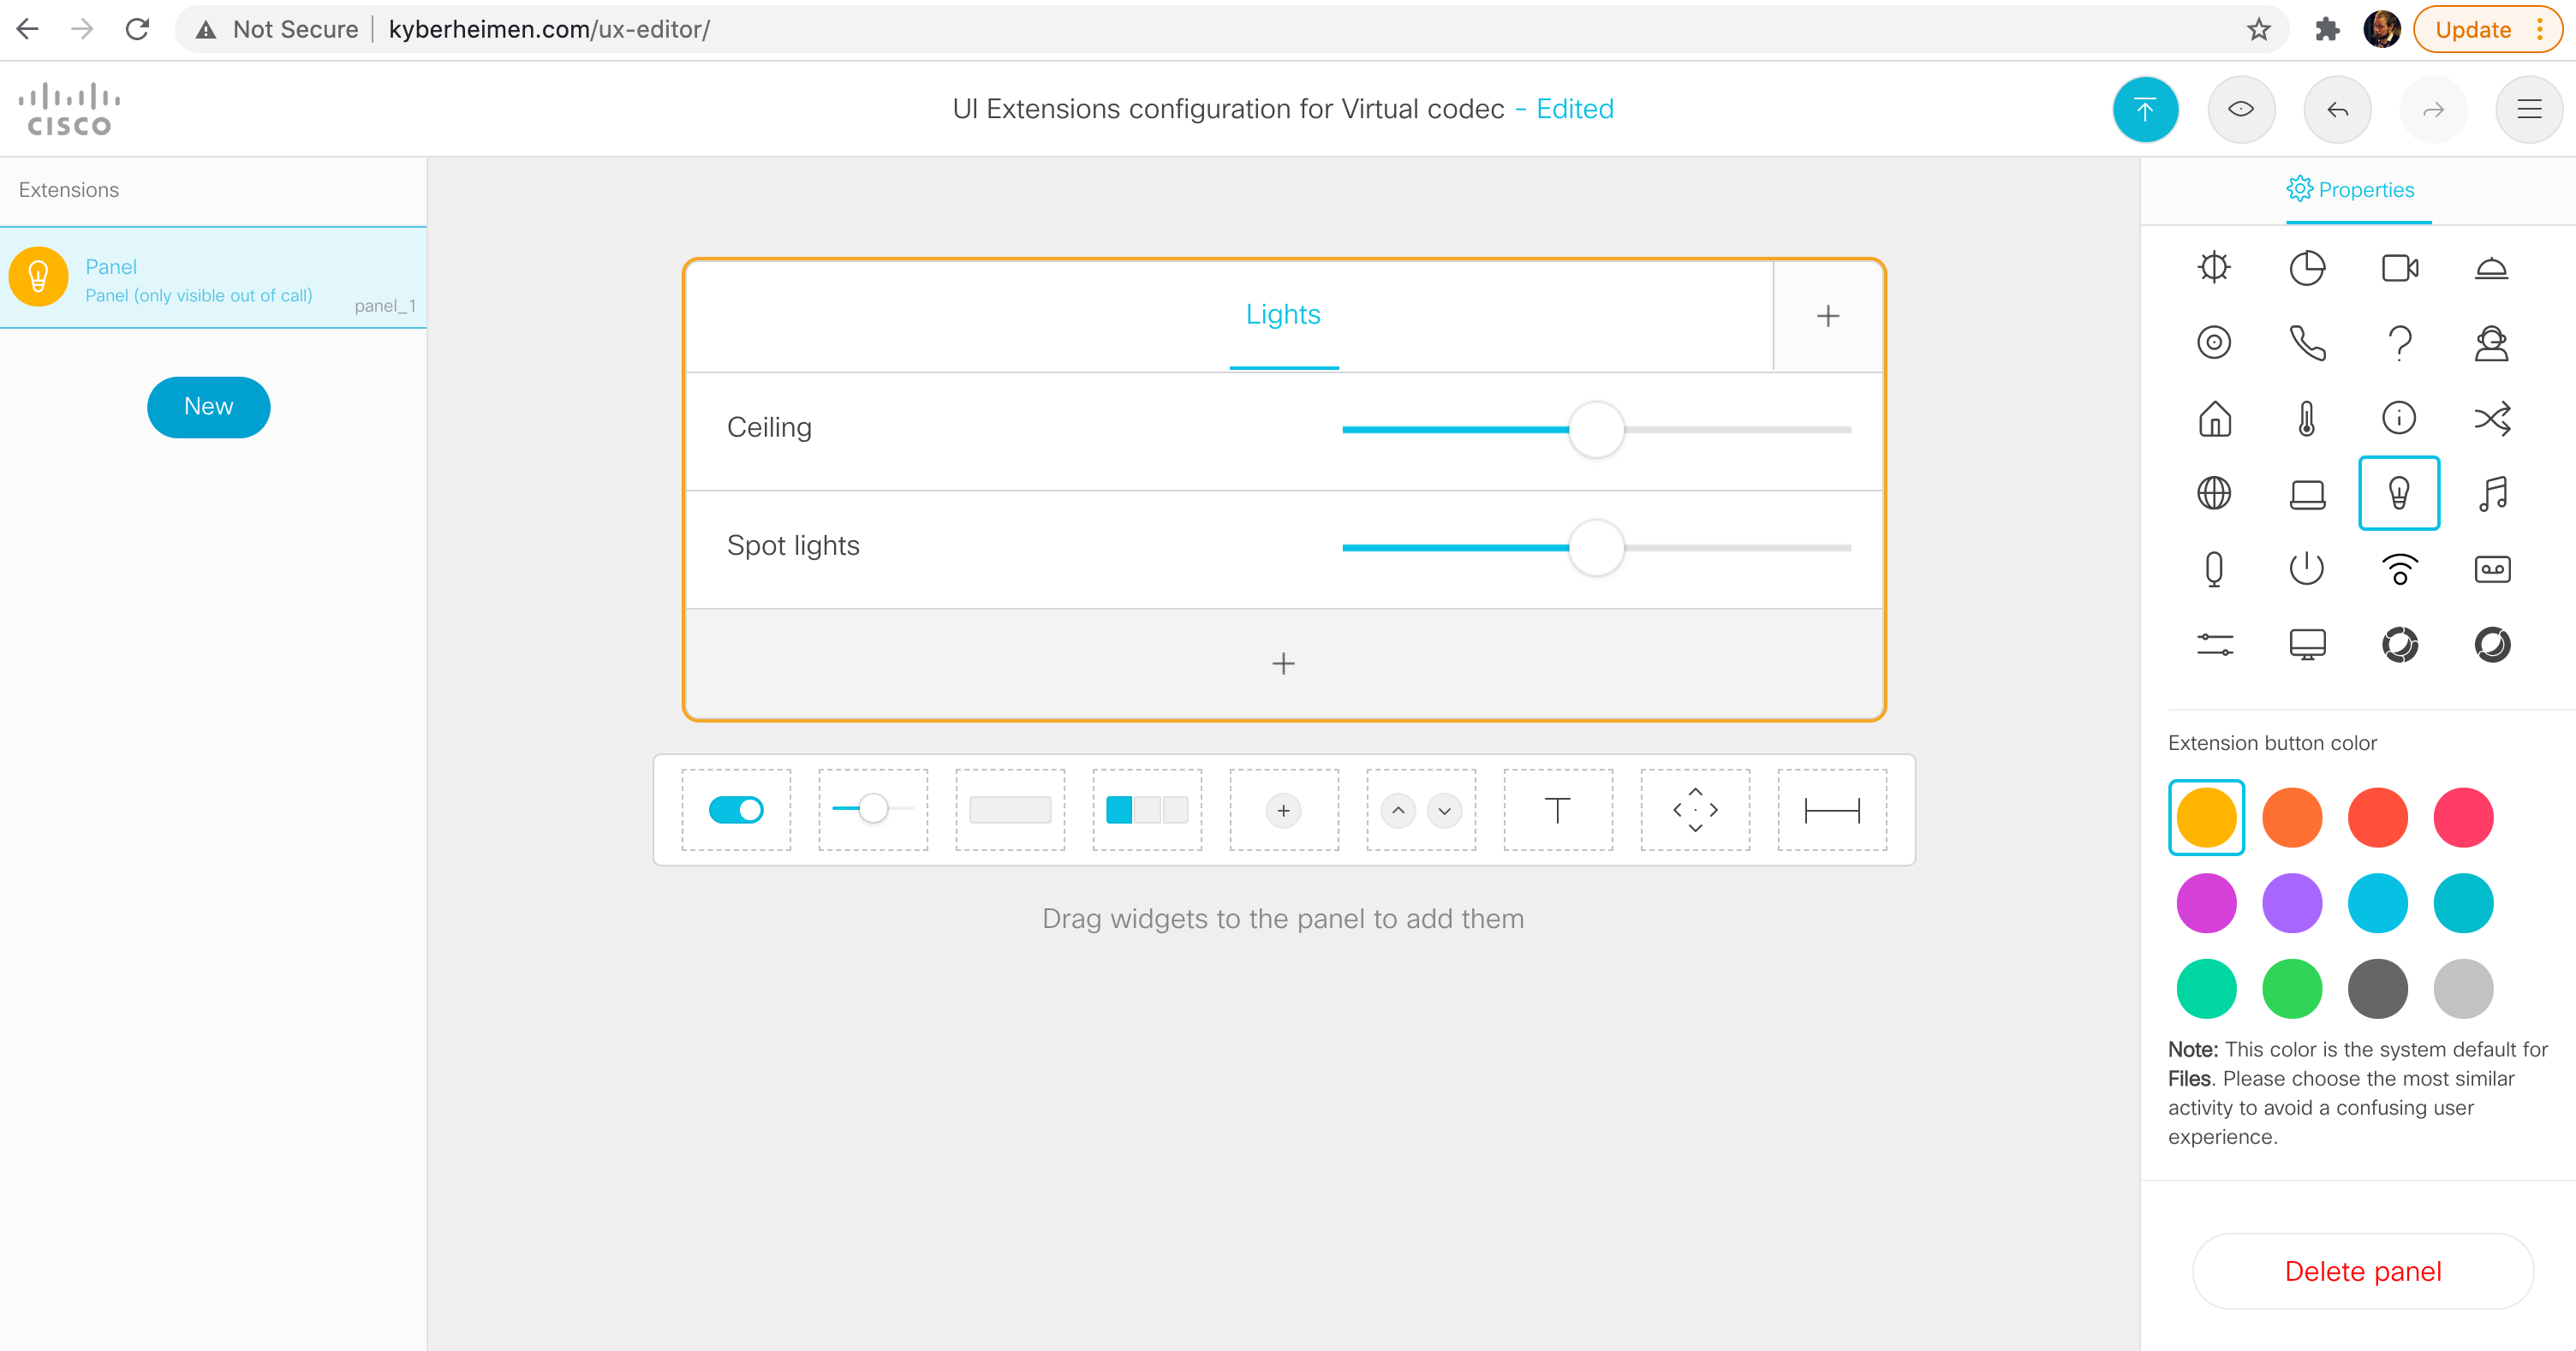 Not Secure | kyberheimen.com/ux-editor/
Update
CISCO
UI Extensions configuration for Virtual codec - Edited
Extensions
Panel
Panel (only visible out of call)
panel_1
New
Lights
Ceiling
Spot lights
Drag widgets to the panel to add them
Properties
Extension button color
Note: This color is the system default for
Files. Please choose the most similar
activity to avoid a confusing user
experience.
Delete panel